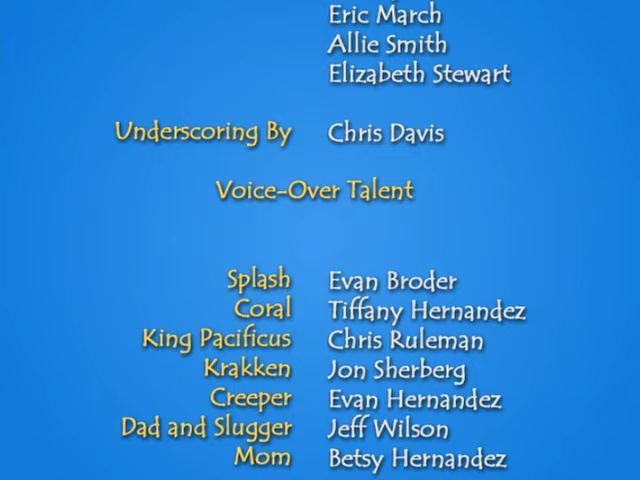 Eric March
Allie Smith
Elizabeth Stewart
Underscoring By Chris Davis
Voice-Over Talent
Splash Evan Broder
Coral Tiffany Hernandez
King Pacificus Chris Ruleman
Krakken Jon Sherberg
Creeper Evan Hernandez
Dad and Slugger Jeff Wilson
Mom Betsy Hernandez